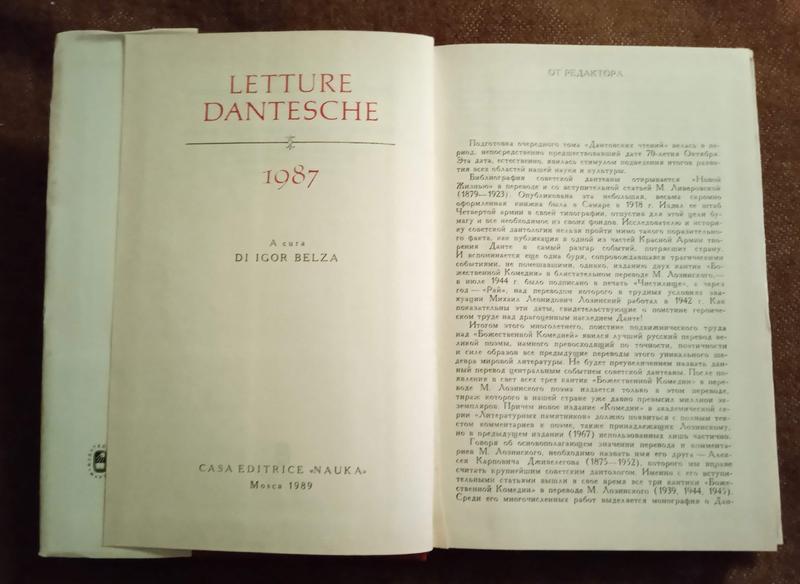 LETTURE
DANTESCHE
1987
A cura
DI IGOR BELZA
CASA EDITRICE «NAUKA»
Mosca 1989
ОТ РЕДАКТОРА
Подготовка очередного тома «Дантовских чтений» велась в пе-
риод, непосредственно предшествовавший дате 70-летия Октября.
Эта дата, естественно, явилась стимулом подведения итогов разви-
тия всех областей нашей науки и культуры.
Библиография советской дантеаны открывается «Новой
Жизнью» в переводе и со вступительной статьей М. Ливеровской
(1879—1923). Опубликована эта небольшая, весьма скромно
оформленная книжка была в Самаре в 1918 г. Издал ее штаб
Четвертой армии в своей типографии, отпустив для этой цели бу-
магу и все необходимое из своих фондов. Исследователю и истори-
ку советской дантологии нельзя пройти мимо такого поразительно-
го факта, как публикация в одной из частей Красной Армии тво-
рения Данте в самый разгар событий, потрясших страну.
И вспоминается еще одна буря, сопровождавшаяся трагическими
событиями, не помешавшими, однако, изданию двух кантик «Бо-
жественной Комедии» в блистательном переводе М. Лозинского,—
в июле 1944 г. было подписано в печать «Чистилище», а через
год — «Рай», над переводом которого в трудных условиях эва-
куации Михаил Леонидович Лозинский работал в 1942 г. Как
показательны эти даты, свидетельствующие о поистине героичес-
ком труде над драгоценным наследием Данте!
Итогом этого многолетнего, поистине подвижнического труда
над «Божественной Комедией» явился лучший русский перевод ве-
ликой поэмы, намного превосходящий по точности, поэтичности
и силе образов все предыдущие переводы этого уникального ше-
девра мировой литературы. Не будет преувеличением назвать дан-
ный перевод центральным событием советской дантеаны. После по-
явления в свет всех трех кантик «Божественной Комедии» в пере-
воде М. Лозинского поэма издается только в этом переводе,
тираж которого в нашей стране уже давно превысил миллион эк-
земпляров. Причем новое издание «Комедии» в академической се-
рии «Литературных памятников» должно появиться с полным текс-
том комментариев к поэме, также принадлежащих Лозинскому,
но в предыдущем издании (1967) использованных лишь частично.
Говоря об основополагающем значении перевода и коммента-
риев М. Лозинского, необходимо назвать имя его друга — Алек-
сея Карповича Дживелегова (1875—1952), которого мы вправе
считать крупнейшим советским дантологом. Именно с его вступи-
тельными статьями вышли в свое время все три кантики «Боже-
ственной Комедии» в переводе М. Лозинского (1939, 1944, 1945).
Среди его многочисленных работ выделяется монография о Дан-